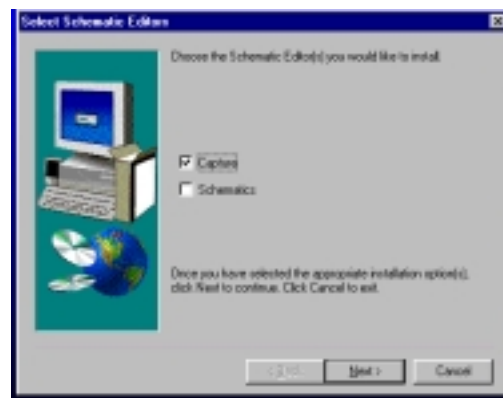 Select Schematic Editors
Choose the Schematic Editor(s) you would like to install.
Capture
Schematics
Once you have selected the appropriate installation option(s),
click Next to continue. Click Cancel to exit.
< Back
Next >
Cancel